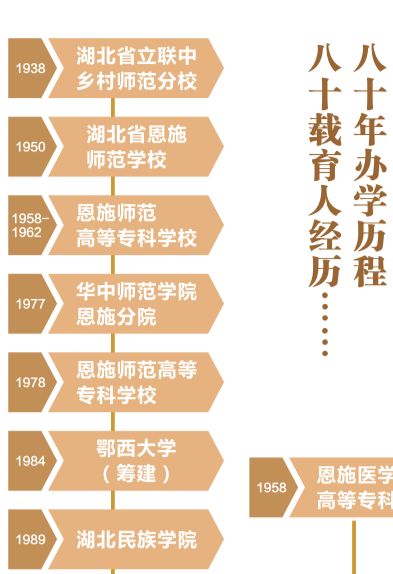 八十年办学历程
八十载育人经历……
1938
湖北省立联中
乡村师范分校
1950
湖北省恩施
师范学校
1958-
1962
恩施师范
高等专科学校
1977
华中师范学院
恩施分院
1978
恩施师范高等
专科学校
1984
鄂西大学
（筹建）
1989
湖北民族学院
1958
恩施医学
高等专科